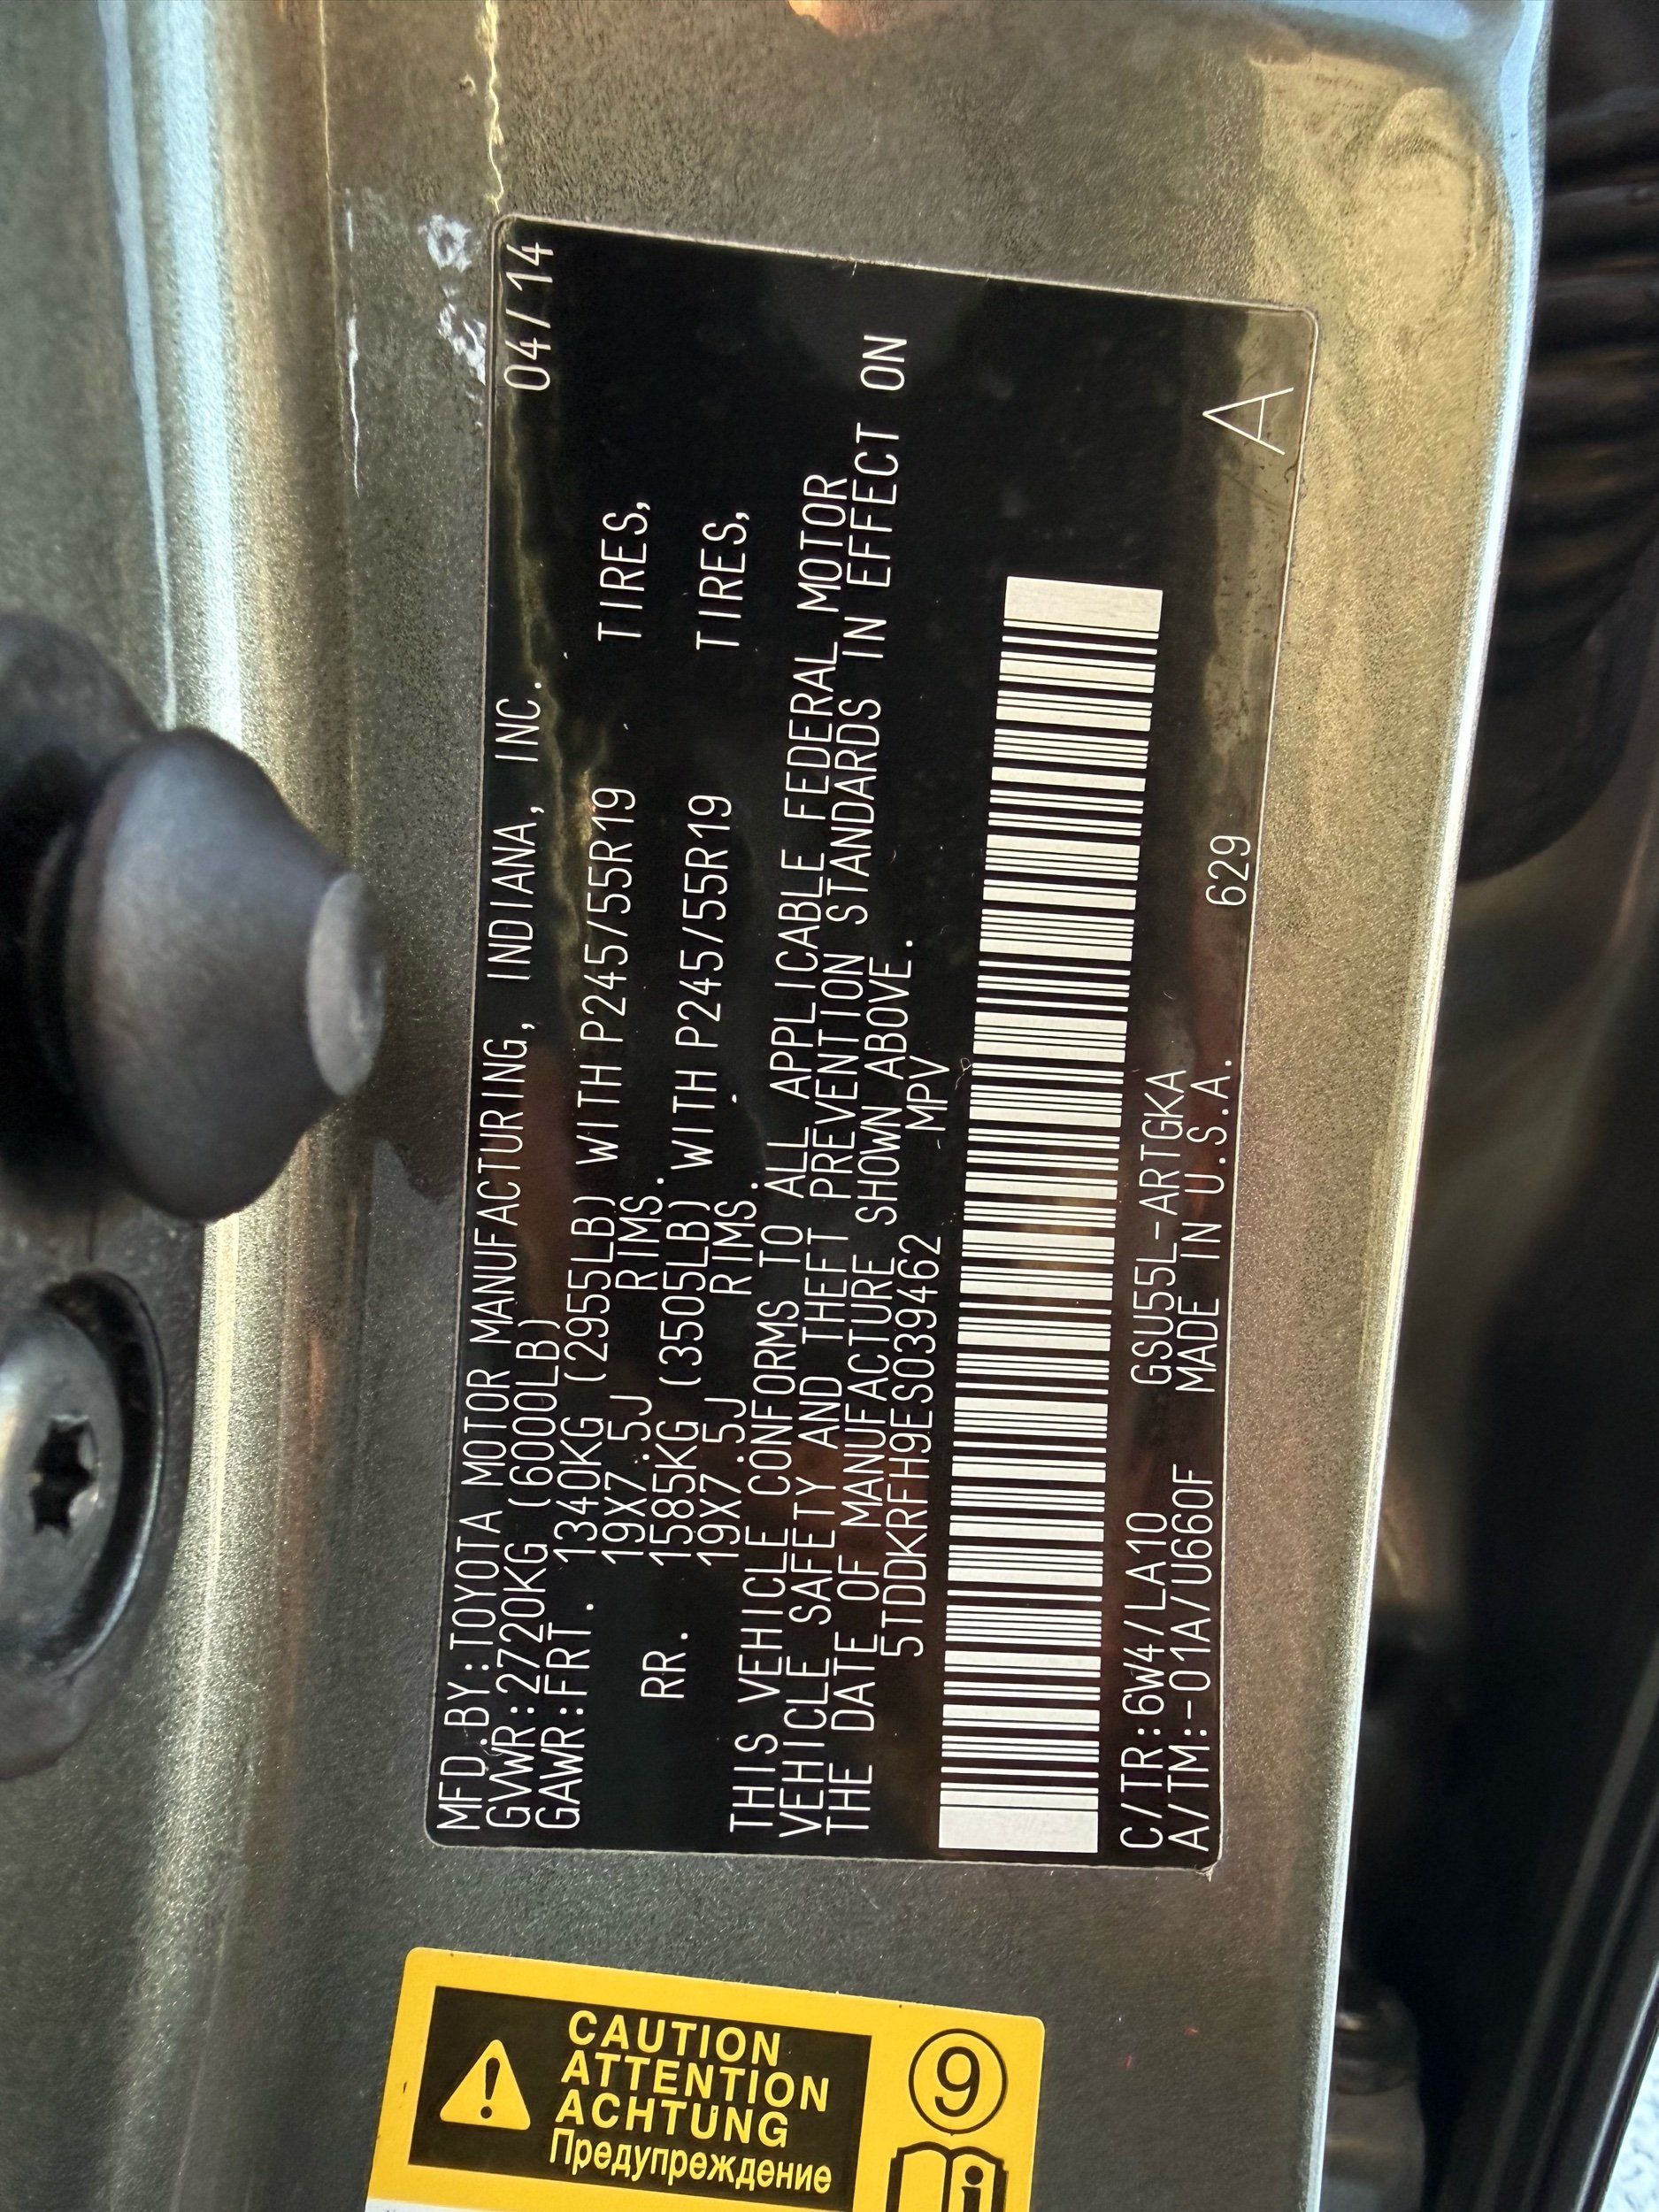 MFD.BY:TOYOTA MOTOR MANUFACTURING, INDIANA, INC. 04/14
GVWR:2720KG (6000LB)
GAWR:FRT. 1340KG (2955LB) WITH P245/55R19 TIRES,
19X7.5J RIMS.
RR. 1585KG (3505LB) WITH P245/55R19 TIRES,
19X7.5J RIMS.
THIS VEHICLE CONFORMS TO ALL APPLICABLE FEDERAL MOTOR
VEHICLE SAFETY AND THEFT PREVENTION STANDARDS IN EFFECT ON
THE DATE OF MANUFACTURE SHOWN ABOVE.
5TDDKRFH9ES039462 MPV
C/TR:6W4/LA10 GSU55L-ARTGKA
A/TM:-01A/U660F MADE IN U.S.A. 629 A
CAUTION
ATTENTION
ACHTUNG
Предупреждение
9